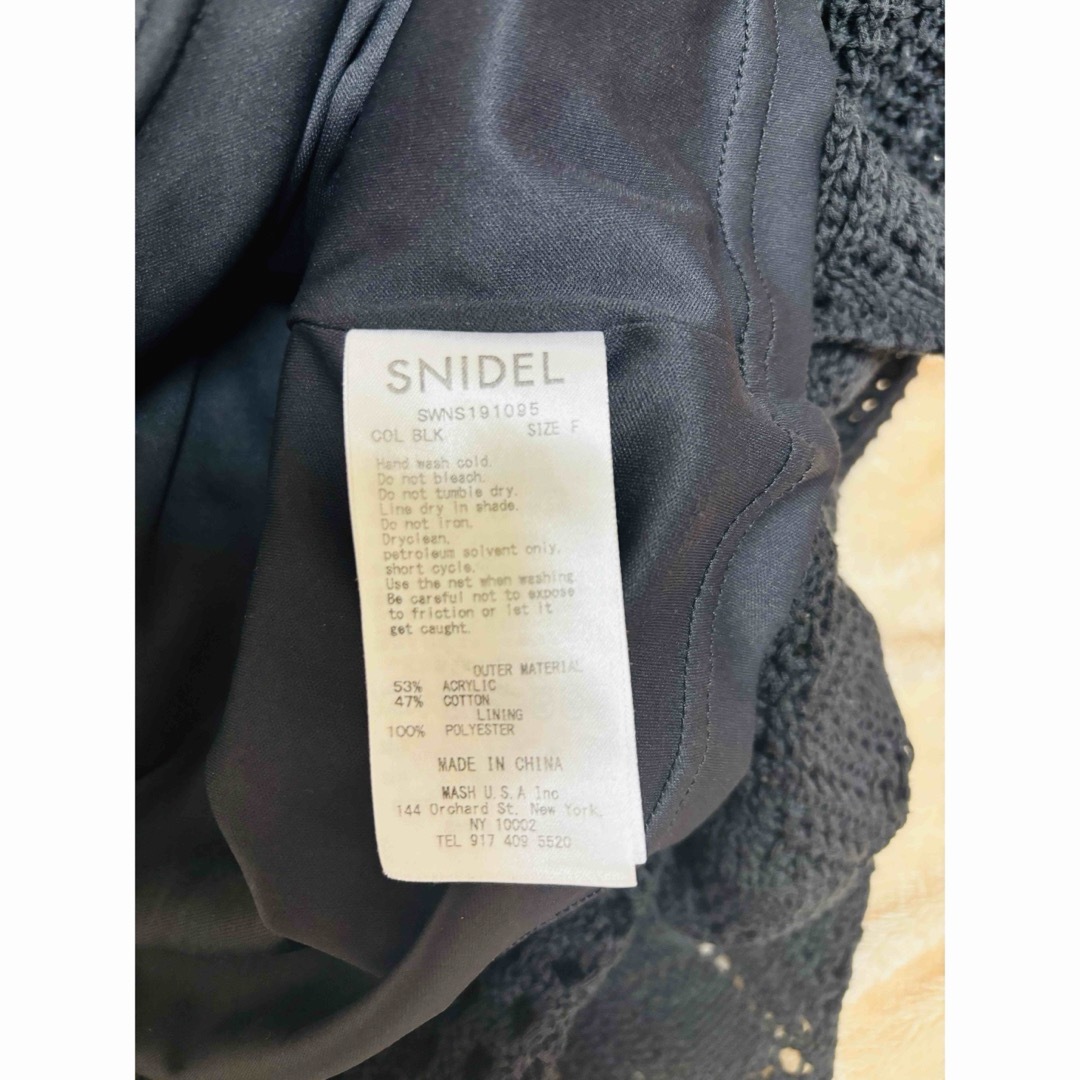 SNIDEL
SWNS191095
COL BLK SIZE F
Hand wash cold.
Do not bleach.
Do not tumble dry.
Line dry in shade.
Do not iron.
Dryclean.
petroleum solvent only.
short cycle.
Use the net when washing
Be careful not to expose
to friction or let it
get caught.
OUTER MATERIAL
53% ACRYLIC
47% COTTON
LINING
100% POLYESTER
MADE IN CHINA
MASH U.S.A Inc
144 Orchard St. New York.
NY 10002
TEL 917 409 5520